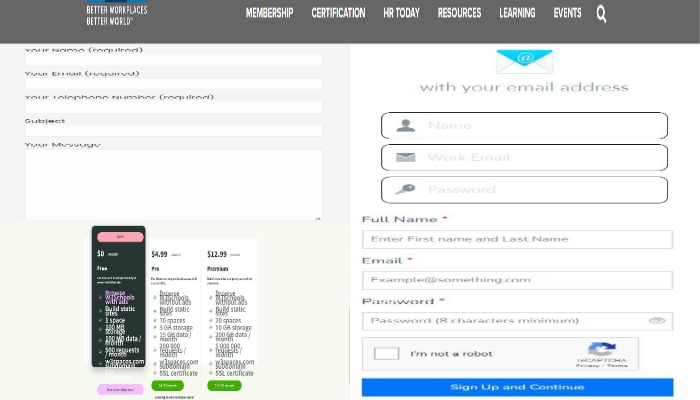 BETTER WORKPLACES
BETTER WORLD™
MEMBERSHIP CERTIFICATION HR TODAY RESOURCES LEARNING EVENTS
Your Name (required)
Your Email (required)
Your Telephone Number (required)
Subject
Your Message
@
with your email address
Name
Work Email
Password
Full Name *
Enter First name and Last Name
Email *
Example@something.com
Password *
Password (8 characters minimum)
I'm not a robot
reCAPTCHA
Privacy - Terms
Sign Up and Continue
$0 /month
Free
Browse
W3Schools
with ads
Build static
sites
1 space
100 MB
storage
100 MB data /
month
500 requests
/ month
w3spaces.com
subdomain
SSL
$4.99 /month
Pro
Browse
W3Schools
without ads
Build static
sites
10 spaces
3 GB storage
15 GB data /
month
200 000
requests /
month
w3spaces.com
subdomain
SSL certificate
$12.99 /month
Premium
Browse
W3Schools
without ads
Build static
sites
20 spaces
10 GB storage
200 GB data /
month
5 000 000
requests /
month
w3spaces.com
subdomain
SSL certificate